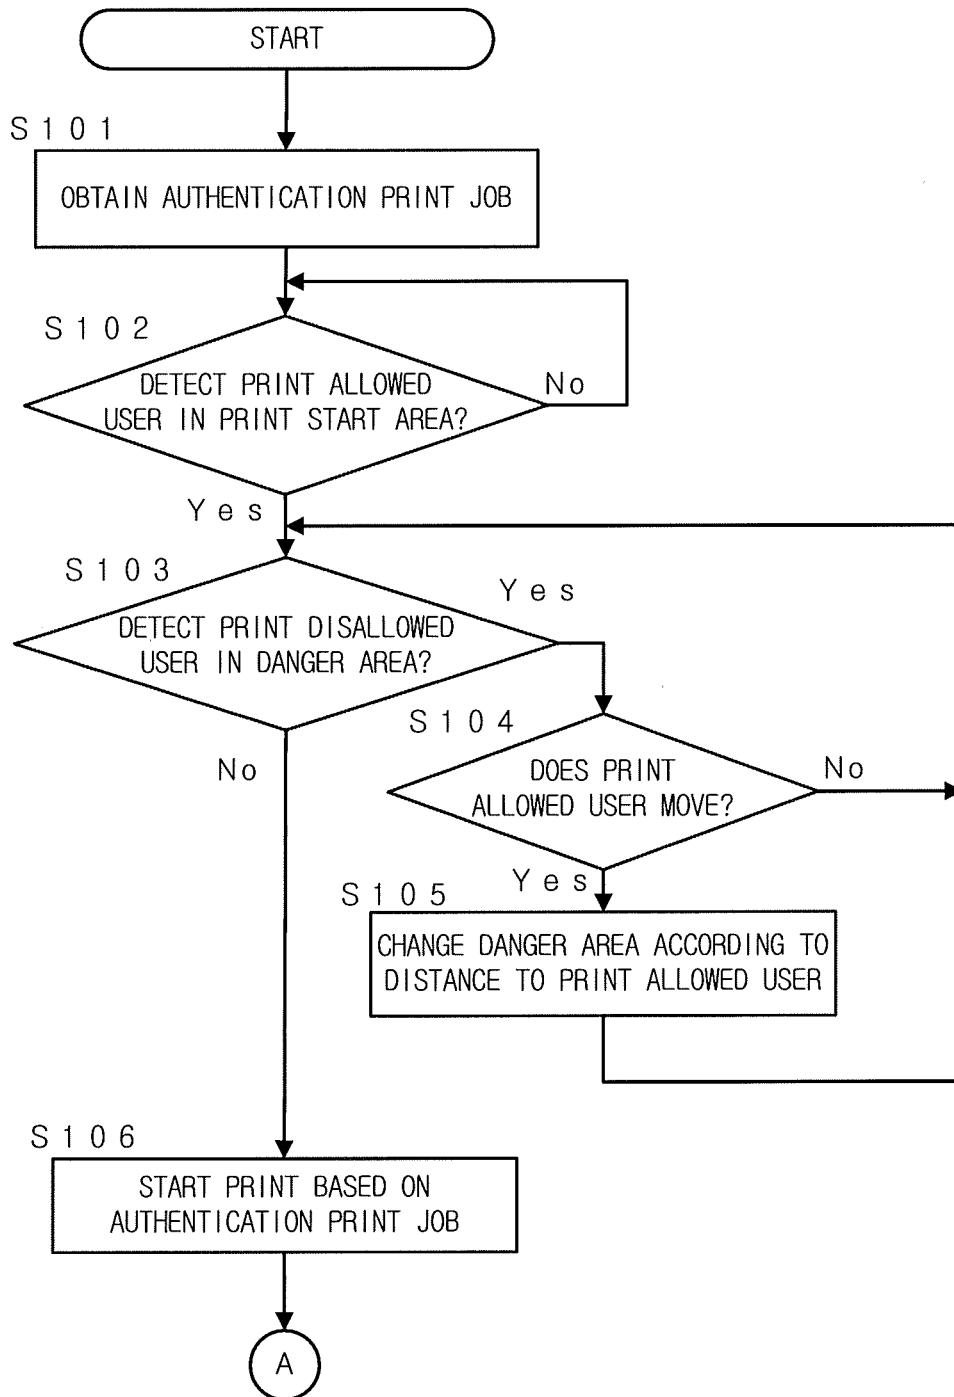 START
S101
OBTAIN AUTHENTICATION PRINT JOB
S102
DETECT PRINT ALLOWED
USER IN PRINT START AREA?
No
Yes
S103
Yes
DETECT PRINT DISALLOWED
USER IN DANGER AREA?
S104
No
DOES PRINT
ALLOWED USER MOVE?
No
Yes
S105
CHANGE DANGER AREA ACCORDING TO
DISTANCE TO PRINT ALLOWED USER
S106
START PRINT BASED ON
AUTHENTICATION PRINT JOB
A